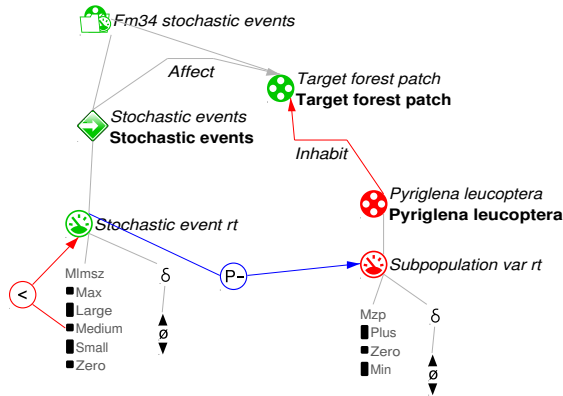 Fm34 stochastic events
Affect
Target forest patch
Target forest patch
Stochastic events
Stochastic events
Inhabit
Pyriglena leucoptera
Pyriglena leucoptera
Stochastic event rt
P-
Subpopulation var rt
Mlmsz
δ
<
Max
Large
Medium
Small
Zero
ø
Mzp
δ
Plus
Zero
Min
ø